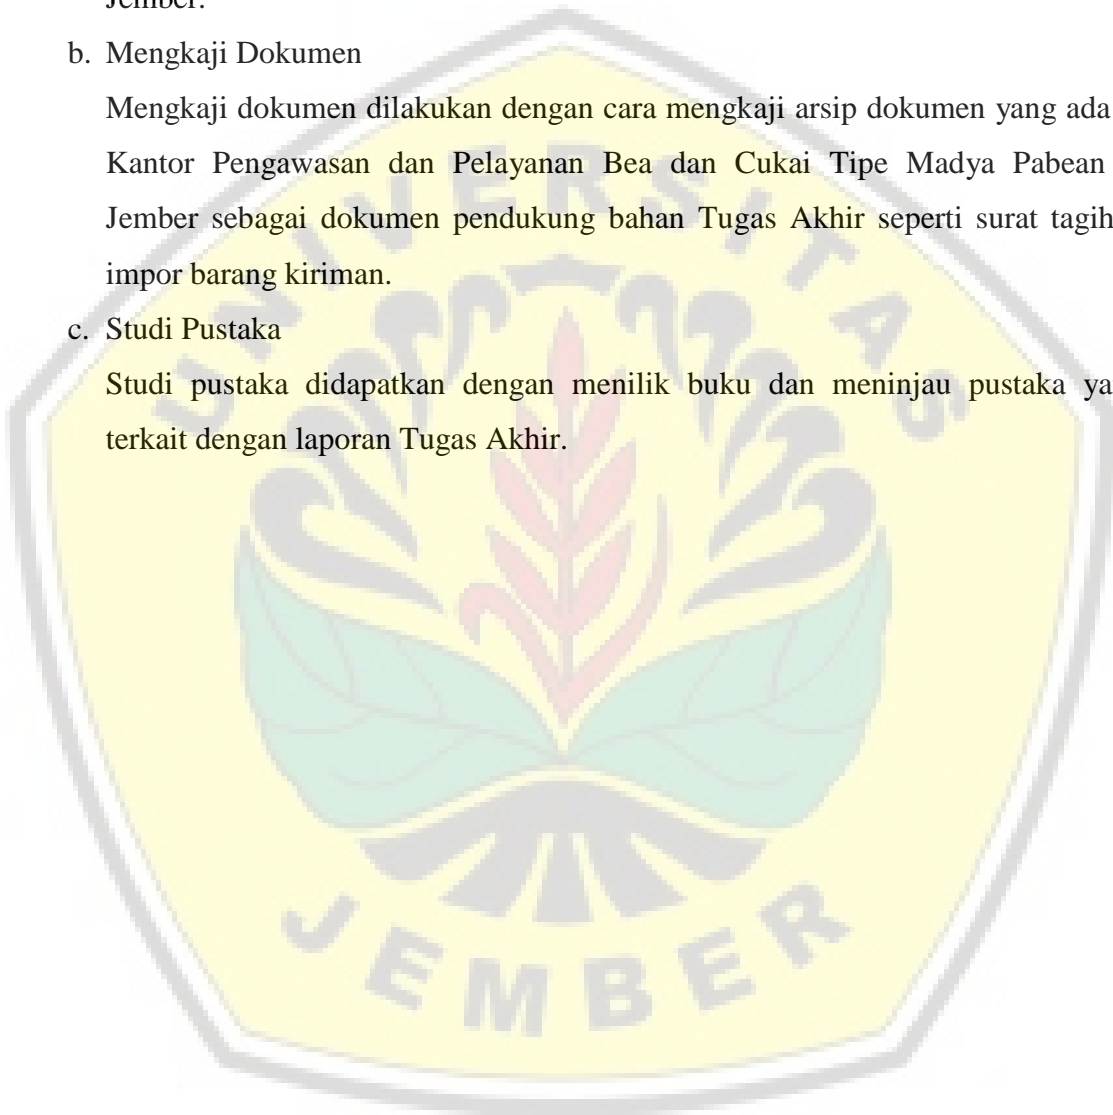 Jember.
b. Mengkaji Dokumen
Mengkaji dokumen dilakukan dengan cara mengkaji arsip dokumen yang ada
Kantor Pengawasan dan Pelayanan Bea dan Cukai Tipe Madya Pabean
Jember sebagai dokumen pendukung bahan Tugas Akhir seperti surat tagih
impor barang kiriman.
c. Studi Pustaka
Studi pustaka didapatkan dengan menilik buku dan meninjau pustaka ya
terkait dengan laporan Tugas Akhir.
UNIVERSITAS
JEMBER